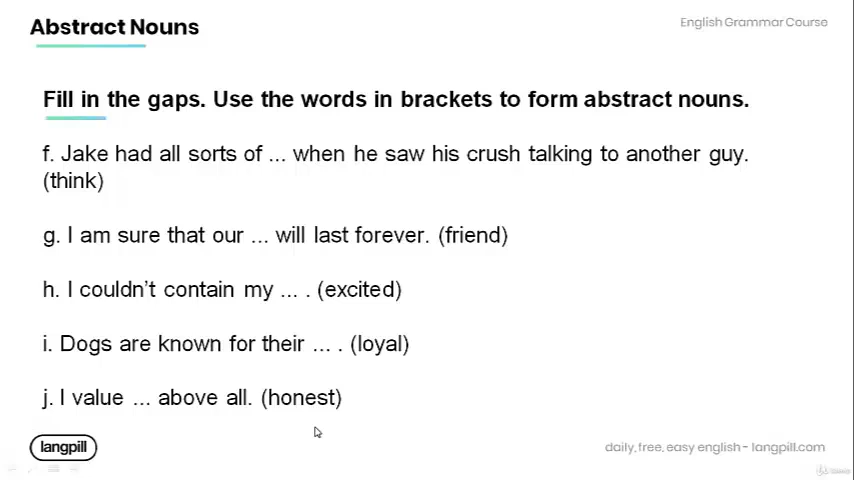 Abstract Nouns
English Grammar Course
Fill in the gaps. Use the words in brackets to form abstract nouns.
f. Jake had all sorts of ... when he saw his crush talking to another guy.
(think)
g. I am sure that our ... will last forever. (friend)
h. I couldn’t contain my ... . (excited)
i. Dogs are known for their ... . (loyal)
j. I value ... above all. (honest)
langpill
daily, free, easy english - langpill.com